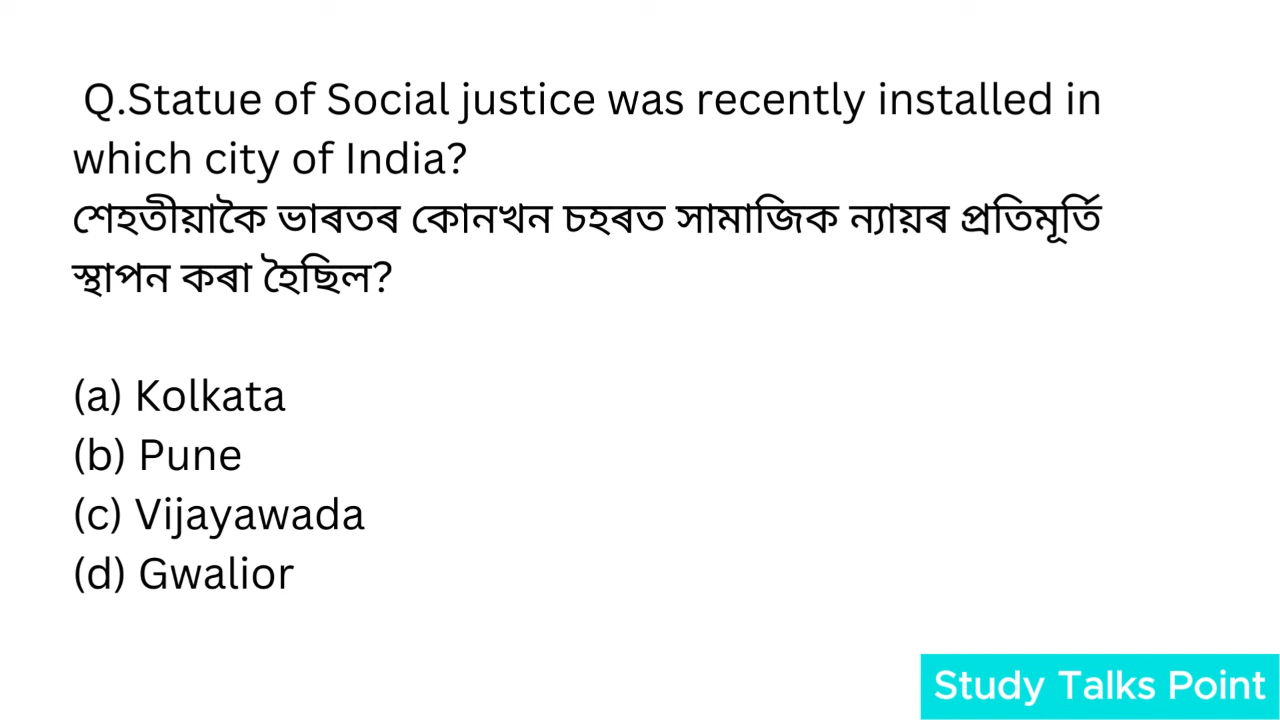 Q.Statue of Social justice was recently installed in
which city of India?
শেহতীয়াকৈ ভাৰতৰ কোনখন চহৰত সামাজিক ন্যায়ৰ প্ৰতিমূৰ্তি
স্থাপন কৰা হৈছিল?
(a) Kolkata
(b) Pune
(c) Vijayawada
(d) Gwalior
Study Talks Point